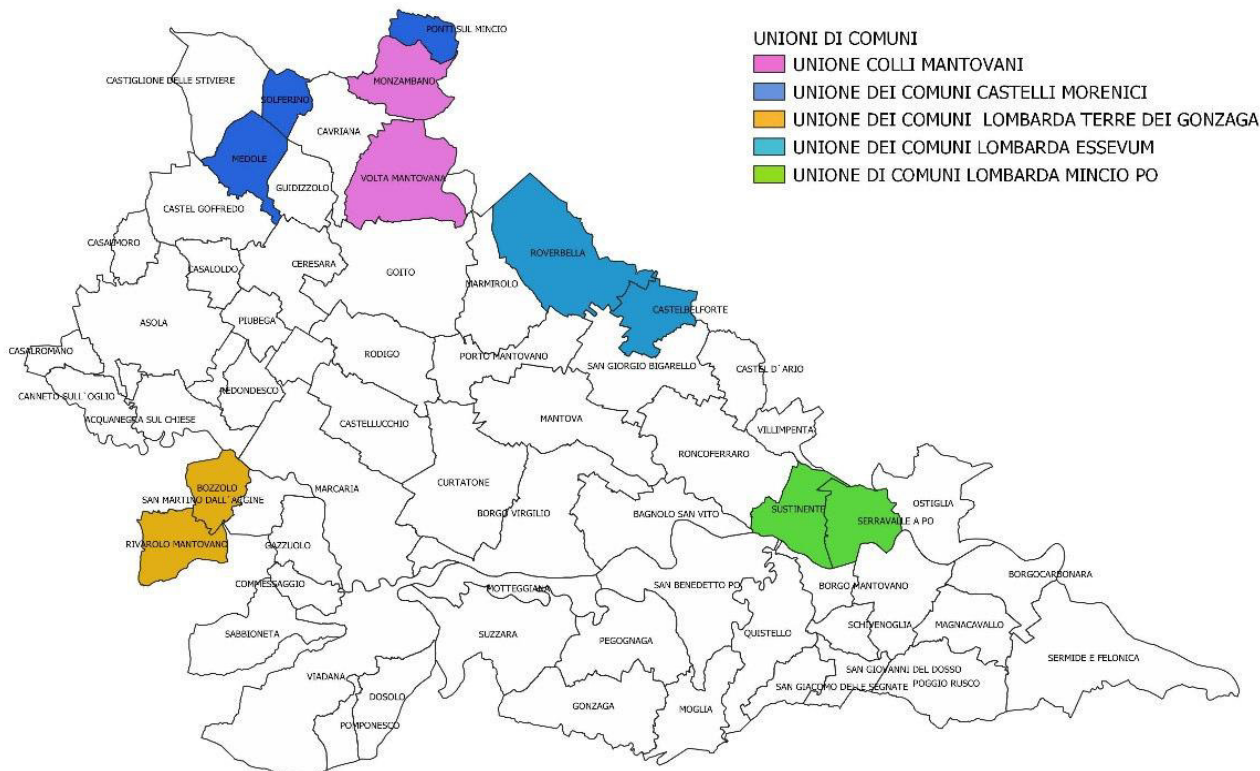 UNIONI DI COMUNI
UNIONE COLLI MANTOVANI
UNIONE DEI COMUNI CASTELLI MORENICI
UNIONE DEI COMUNI LOMBARDA TERRE DEI GONZAGA
UNIONE DEI COMUNI LOMBARDA ESSEVUM
UNIONE DI COMUNI LOMBARDA MINCIO PO
PONTI SUL MINCIO
CASTIGLIONE DELLE STIVIERE
MONZAMBANO
SOLFERINO
CAVRIANA
MEDOLE
VOLTA MANTOVANA
GUIDIZZOLO
CASTEL GOFFREDO
CASALMORO
ROVERBELLA
CERESARA
CASALOLDO
GOITO
MARMIROLO
CASTELBELFORTE
PIUBEGA
ASOLA
CASALROMANO
RODIGO
PORTO MANTOVANO
SAN GIORGIO BIGARELLO
CASTEL D`ARIO
REDONDESCO
CANNETO SULL`OGLIO
ACQUANEGRA SUL CHIESE
CASTELLUCCHIO
MANTOVA
VILLIMPENTA
RONCOFERRARO
BOZZOLO
MARCARIA
CURTATONE
SAN MARTINO DALL`ARGINE
OSTIGLIA
BORGO VIRGILIO
BAGNOLO SAN VITO
SUSTINENTE
SERRAVALLE A PO
RIVAROLO MANTOVANO
GAZZUOLO
COMMESSAGGIO
MOTTEGGIANA
SAN BENEDETTO PO
BORGO MANTOVANO
BORGOCARBONARA
SABBIONETA
SUZZARA
PEGOGNAGA
QUISTELLO
SCHIVENOGLIA
MAGNACAVALLO
SERMIDE E FELONICA
VIADANA
SAN GIOVANNI DEL DOSSO
POGGIO RUSCO
SAN GIACOMO DELLE SEGNATE
DOSOLO
GONZAGA
MOGLIA
POMPONESCO